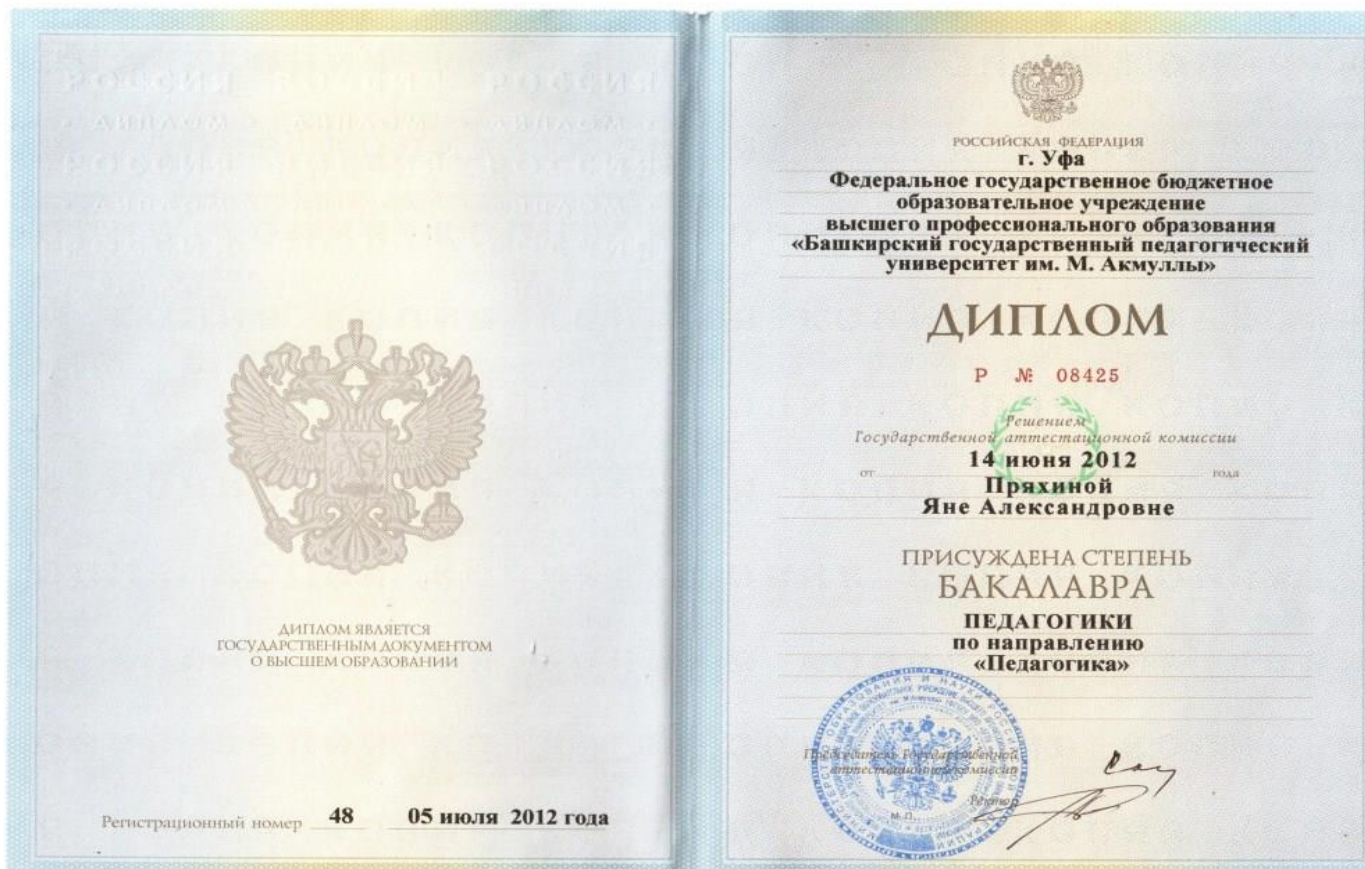 ДИПЛОМ ЯВЛЯЕТСЯ
ГОСУДАРСТВЕННЫМ ДОКУМЕНТОМ
О ВЫСШЕМ ОБРАЗОВАНИИ
Регистрационный номер 48 05 июля 2012 года
РОССИЙСКАЯ ФЕДЕРАЦИЯ
г. Уфа
Федеральное государственное бюджетное
образовательное учреждение
высшего профессионального образования
«Башкирский государственный педагогический
университет им. М. Акмуллы»
ДИПЛОМ
Р № 08425
Решением
Государственной аттестационной комиссии
от 14 июня 2012 года
Пряхиной
Яне Александровне
ПРИСУЖДЕНА СТЕПЕНЬ
БАКАЛАВРА
ПЕДАГОГИКИ
по направлению
«Педагогика»
Председатель Государственной
аттестационной комиссии
Ректор
М.П.